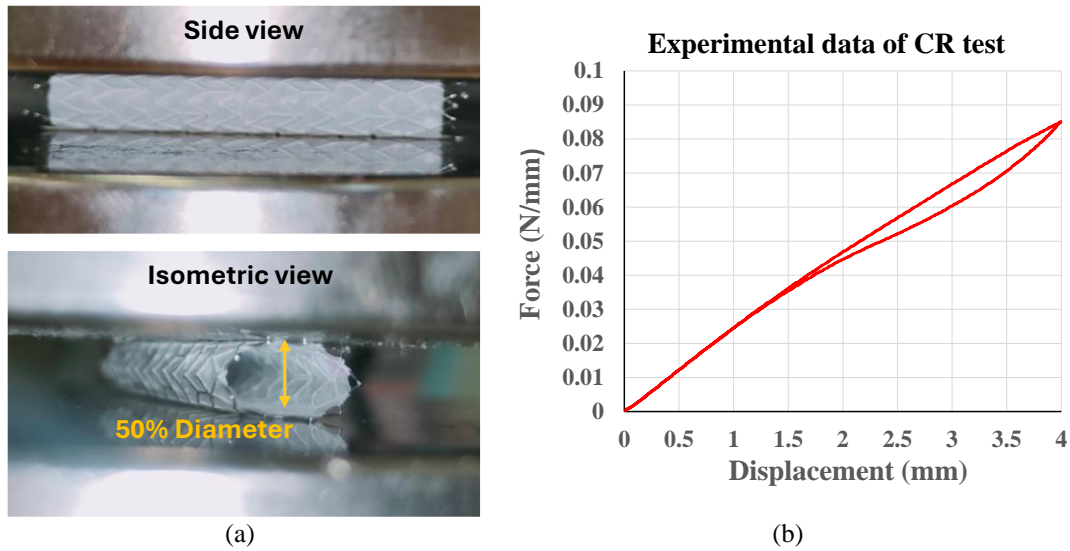 Side view
Isometric view
50% Diameter
(a)
Experimental data of CR test
Force (N/mm)
0.1
0.09
0.08
0.07
0.06
0.05
0.04
0.03
0.02
0.01
0
0 0.5 1 1.5 2 2.5 3 3.5 4
Displacement (mm)
(b)